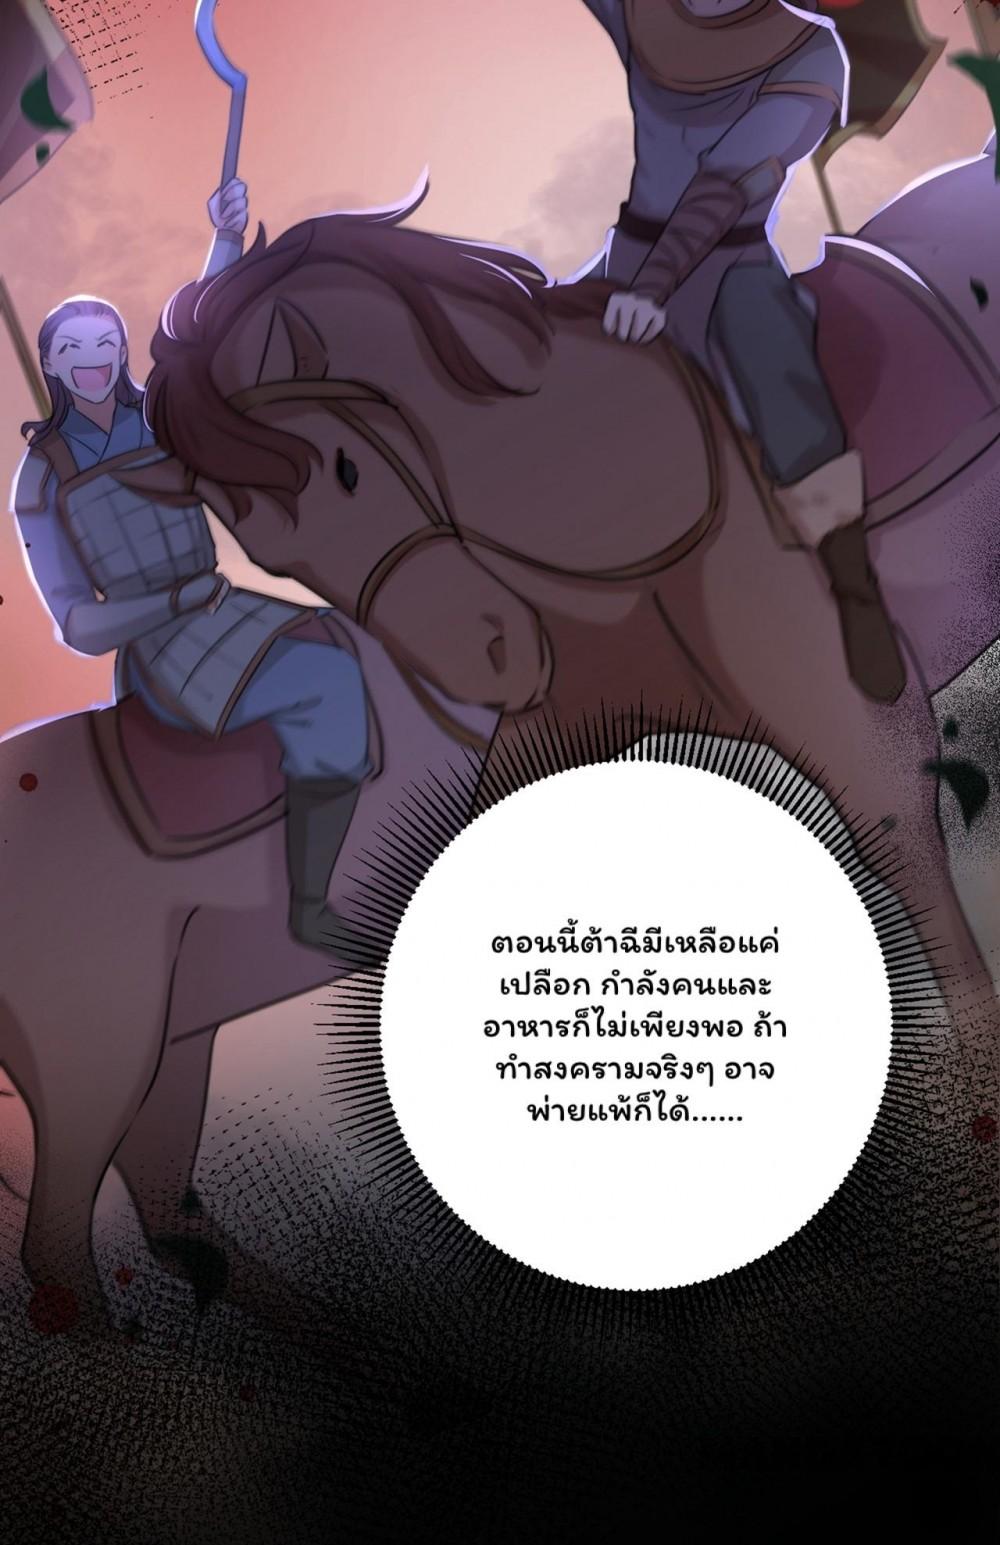 ตอนนี้ต้าฉีมีเหลือแค่
เปลือก กำลังคนและ
อาหารก็ไม่เพียงพอ ถ้า
ทำสงครามจริงๆ อาจ
พ่ายแพ้ก็ได้......